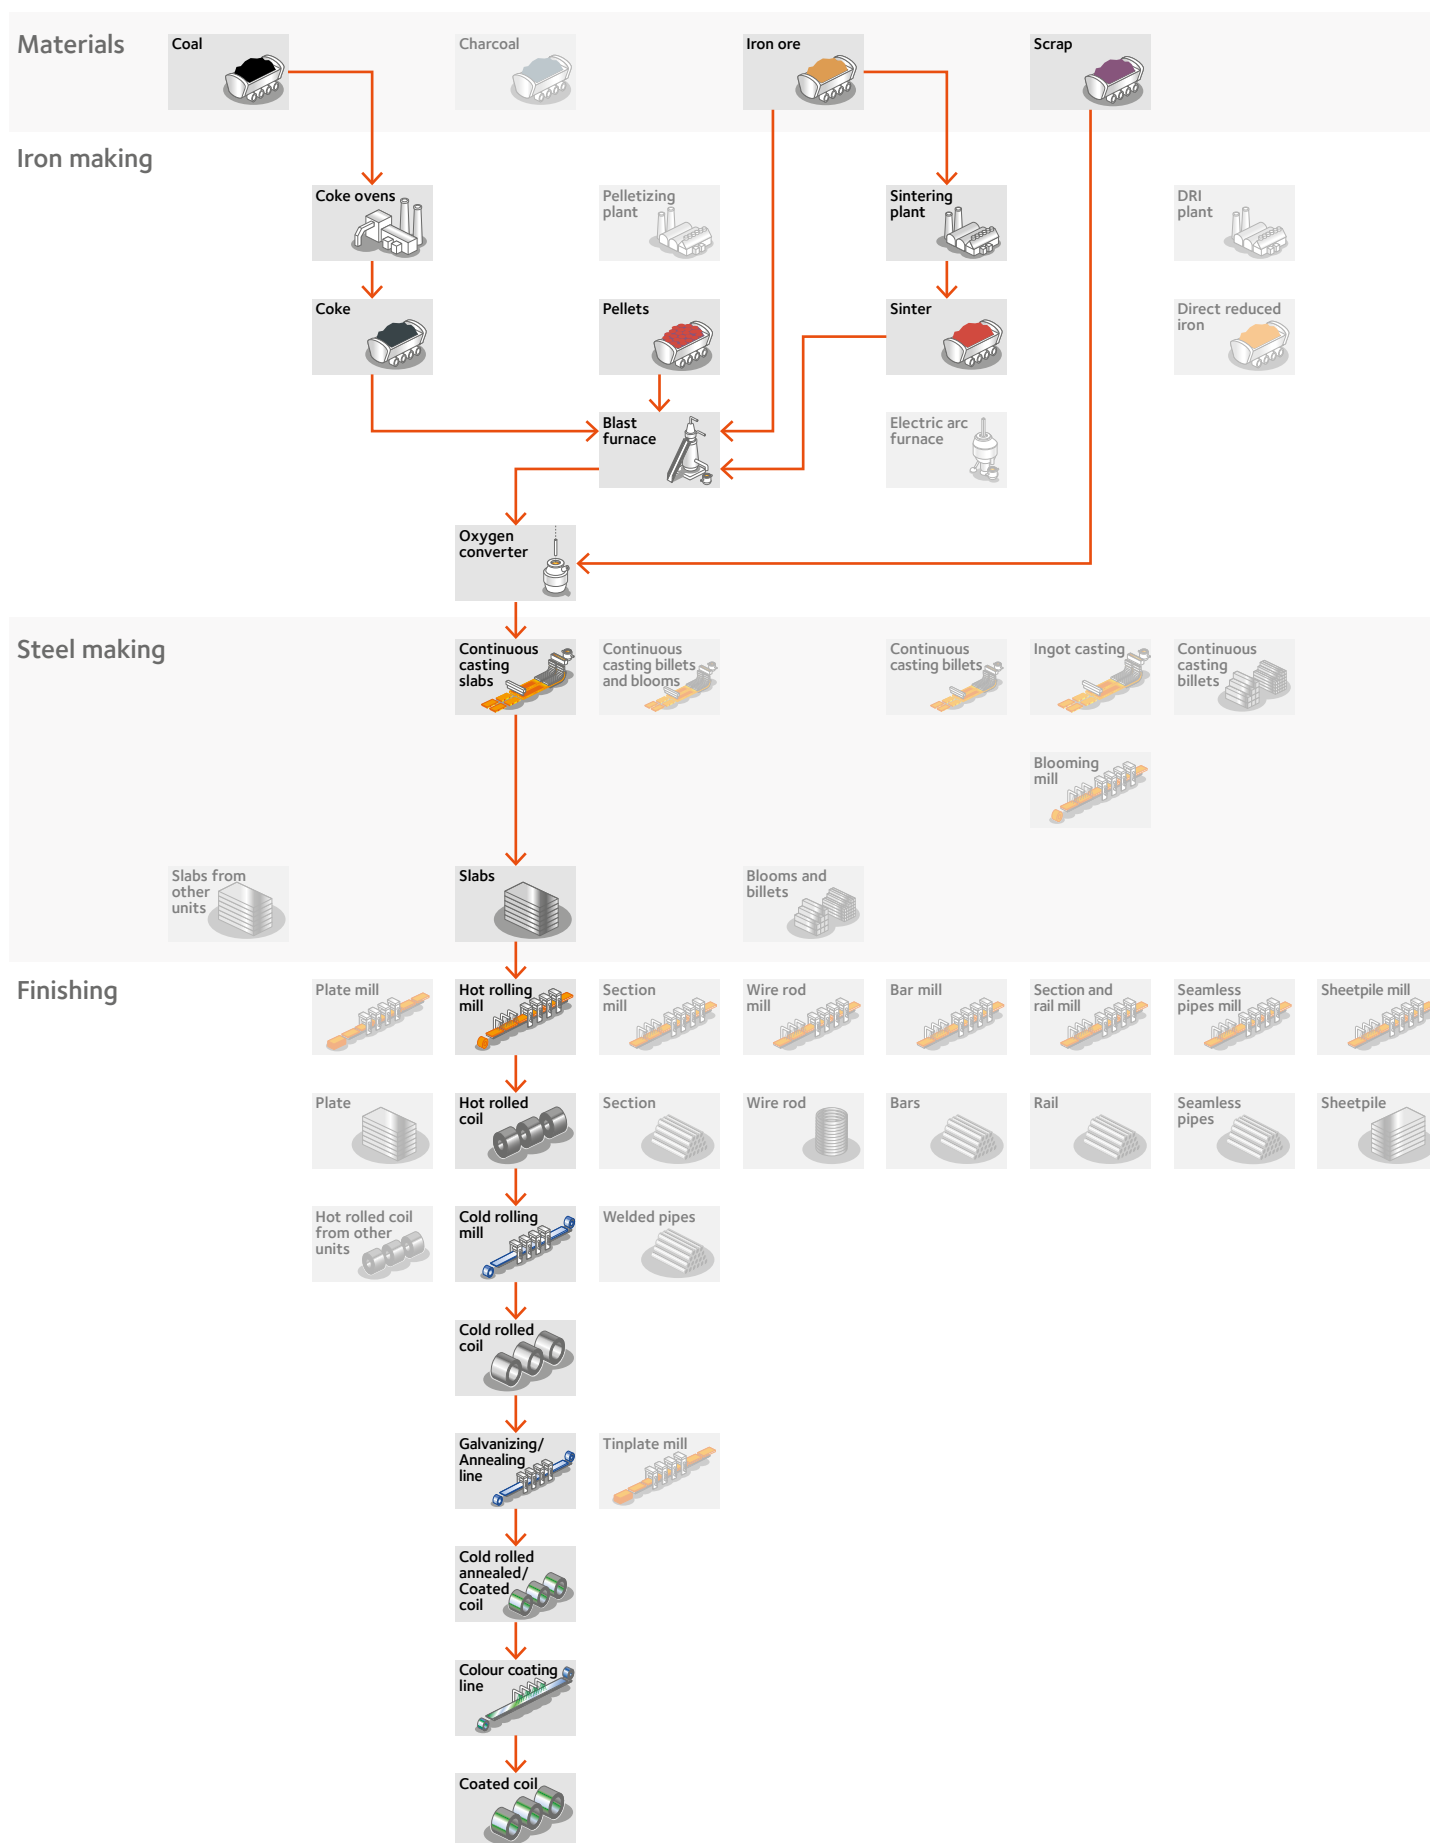 Materials
Coal
Charcoal
Iron ore
Scrap
Iron making
Coke ovens
Pelletizing
plant
Sintering
plant
DRI
plant
Coke
Pellets
Sinter
Direct reduced
iron
Blast
furnace
Electric arc
furnace
Oxygen
converter
Steel making
Continuous
casting
slabs
Continuous
casting billets
and blooms
Continuous
casting billets
Ingot casting
Continuous
casting
billets
Blooming
mill
Slabs from
other
units
Slabs
Blooms and
billets
Finishing
Plate mill
Hot rolling
mill
Section
mill
Wire rod
mill
Bar mill
Section and
rail mill
Seamless
pipes mill
Sheetpile mill
Plate
Hot rolled
coil
Section
Wire rod
Bars
Rail
Seamless
pipes
Sheetpile
Hot rolled coil
from other
units
Cold rolling
mill
Welded pipes
Cold rolled
coil
Galvanizing/
Annealing
line
Tinplate mill
Cold rolled
annealed/
Coated
coil
Colour coating
line
Coated coil